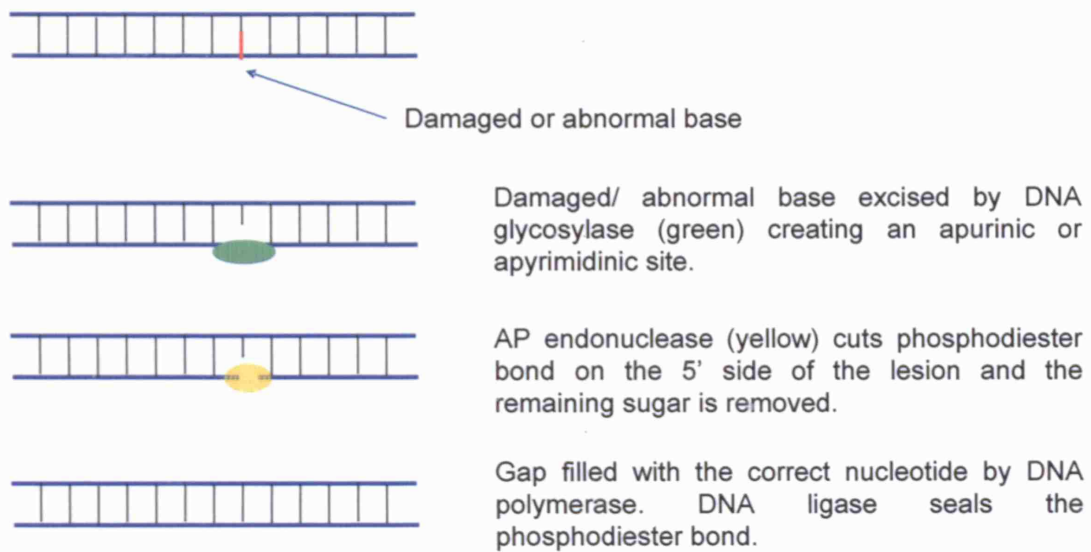 Damaged or abnormal base
Damaged/ abnormal base excised by DNA
glycosylase (green) creating an apurinic or
apyrimidinic site.
AP endonuclease (yellow) cuts phosphodiester
bond on the 5' side of the lesion and the
remaining sugar is removed.
Gap filled with the correct nucleotide by DNA
polymerase. DNA ligase seals the
phosphodiester bond.